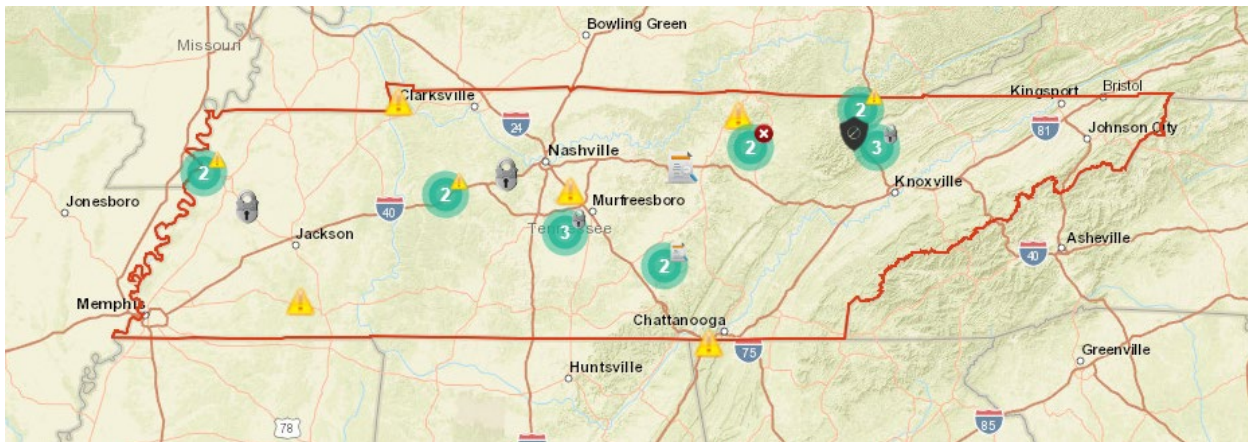 Bowling Green
Missouri
Clarksville
Kingsport
Bristol
24
81
Johnson City
2
2
3
Nashville
2
2
Knoxville
Jonesboro
40
Murfreesboro
Tennessee
3
Jackson
2
Asheville
40
Memphis
Chattanooga
75
Greenville
Huntsville
78
85